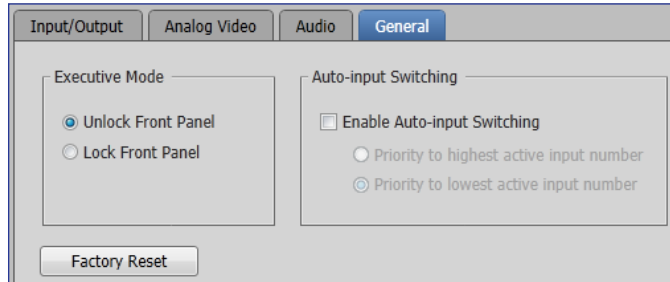 Input/Output Analog Video Audio General
Executive Mode
Unlock Front Panel
Lock Front Panel
Auto-input Switching
Enable Auto-input Switching
Priority to highest active input number
Priority to lowest active input number
Factory Reset